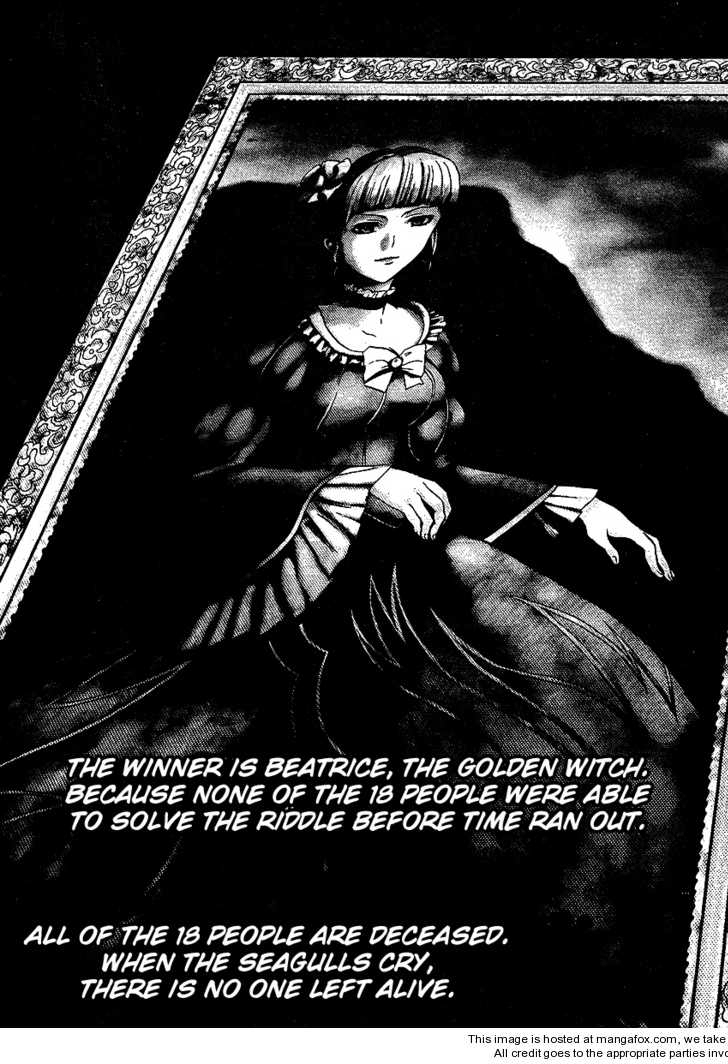 THE WINNER IS BEATRICE, THE GOLDEN WITCH.
BECAUSE NONE OF THE 18 PEOPLE WERE ABLE
TO SOLVE THE RIDDLE BEFORE TIME RAN OUT.
ALL OF THE 18 PEOPLE ARE DECEASED.
WHEN THE SEAGULLS CRY,
THERE IS NO ONE LEFT ALIVE.
This image is hosted at mangafox.com, we take
All credit goes to the appropriate parties inc